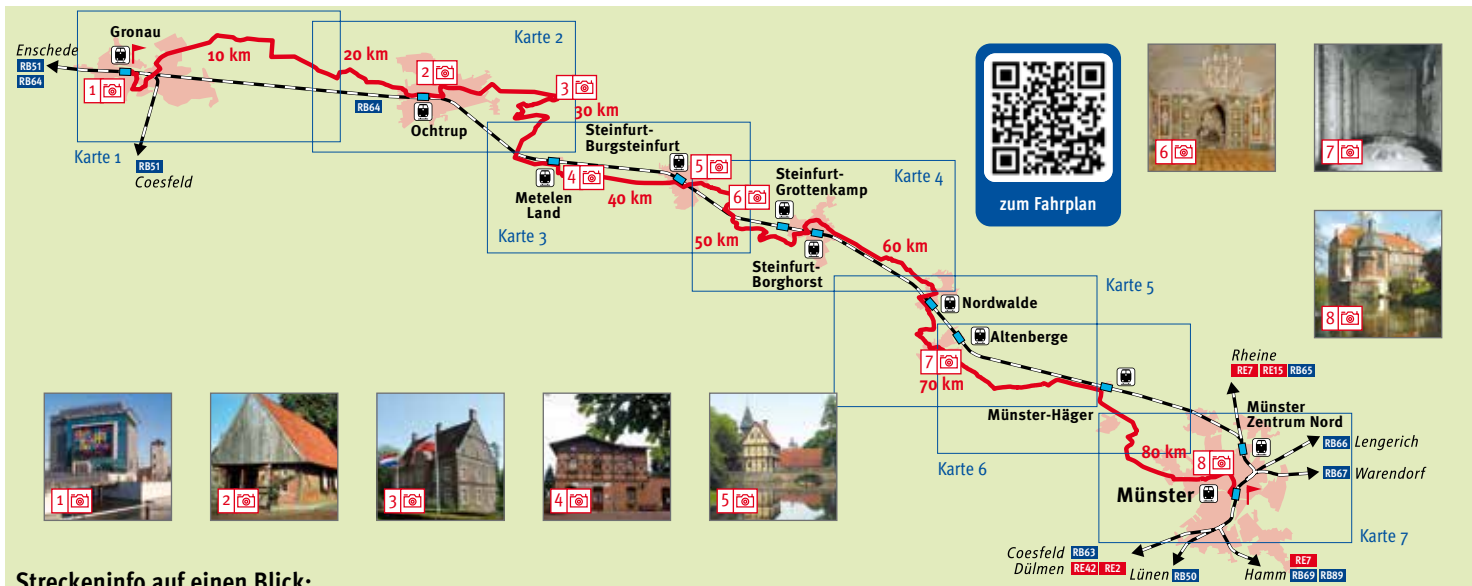 Gronau
Enschede
RB51
RB64
1
10 km
Karte 1
RB51
Coesfeld
20 km
Karte 2
2
3
30 km
RB64
Ochtrup
Steinfurt-
Burgsteinfurt
5
4
Metelen
Land
40 km
Karte 3
6
50 km
Steinfurt-
Grottenkamp
Karte 4
Steinfurt-
Borghorst
60 km
Karte 5
Nordwalde
Altenberge
7
70 km
Münster-Häger
Karte 6
80 km
8
Rheine
RE7 RE15 RB65
Münster
Zentrum Nord
RB66 Lengerich
RB67 Warendorf
Münster
Karte 7
Coesfeld RB63
Dülmen RE42 RE2
Lünen RB50
RE7
Hamm RB69 RB89
zum Fahrplan
6
7
8
1
2
3
4
5
Streckeninfo auf einen Blick: